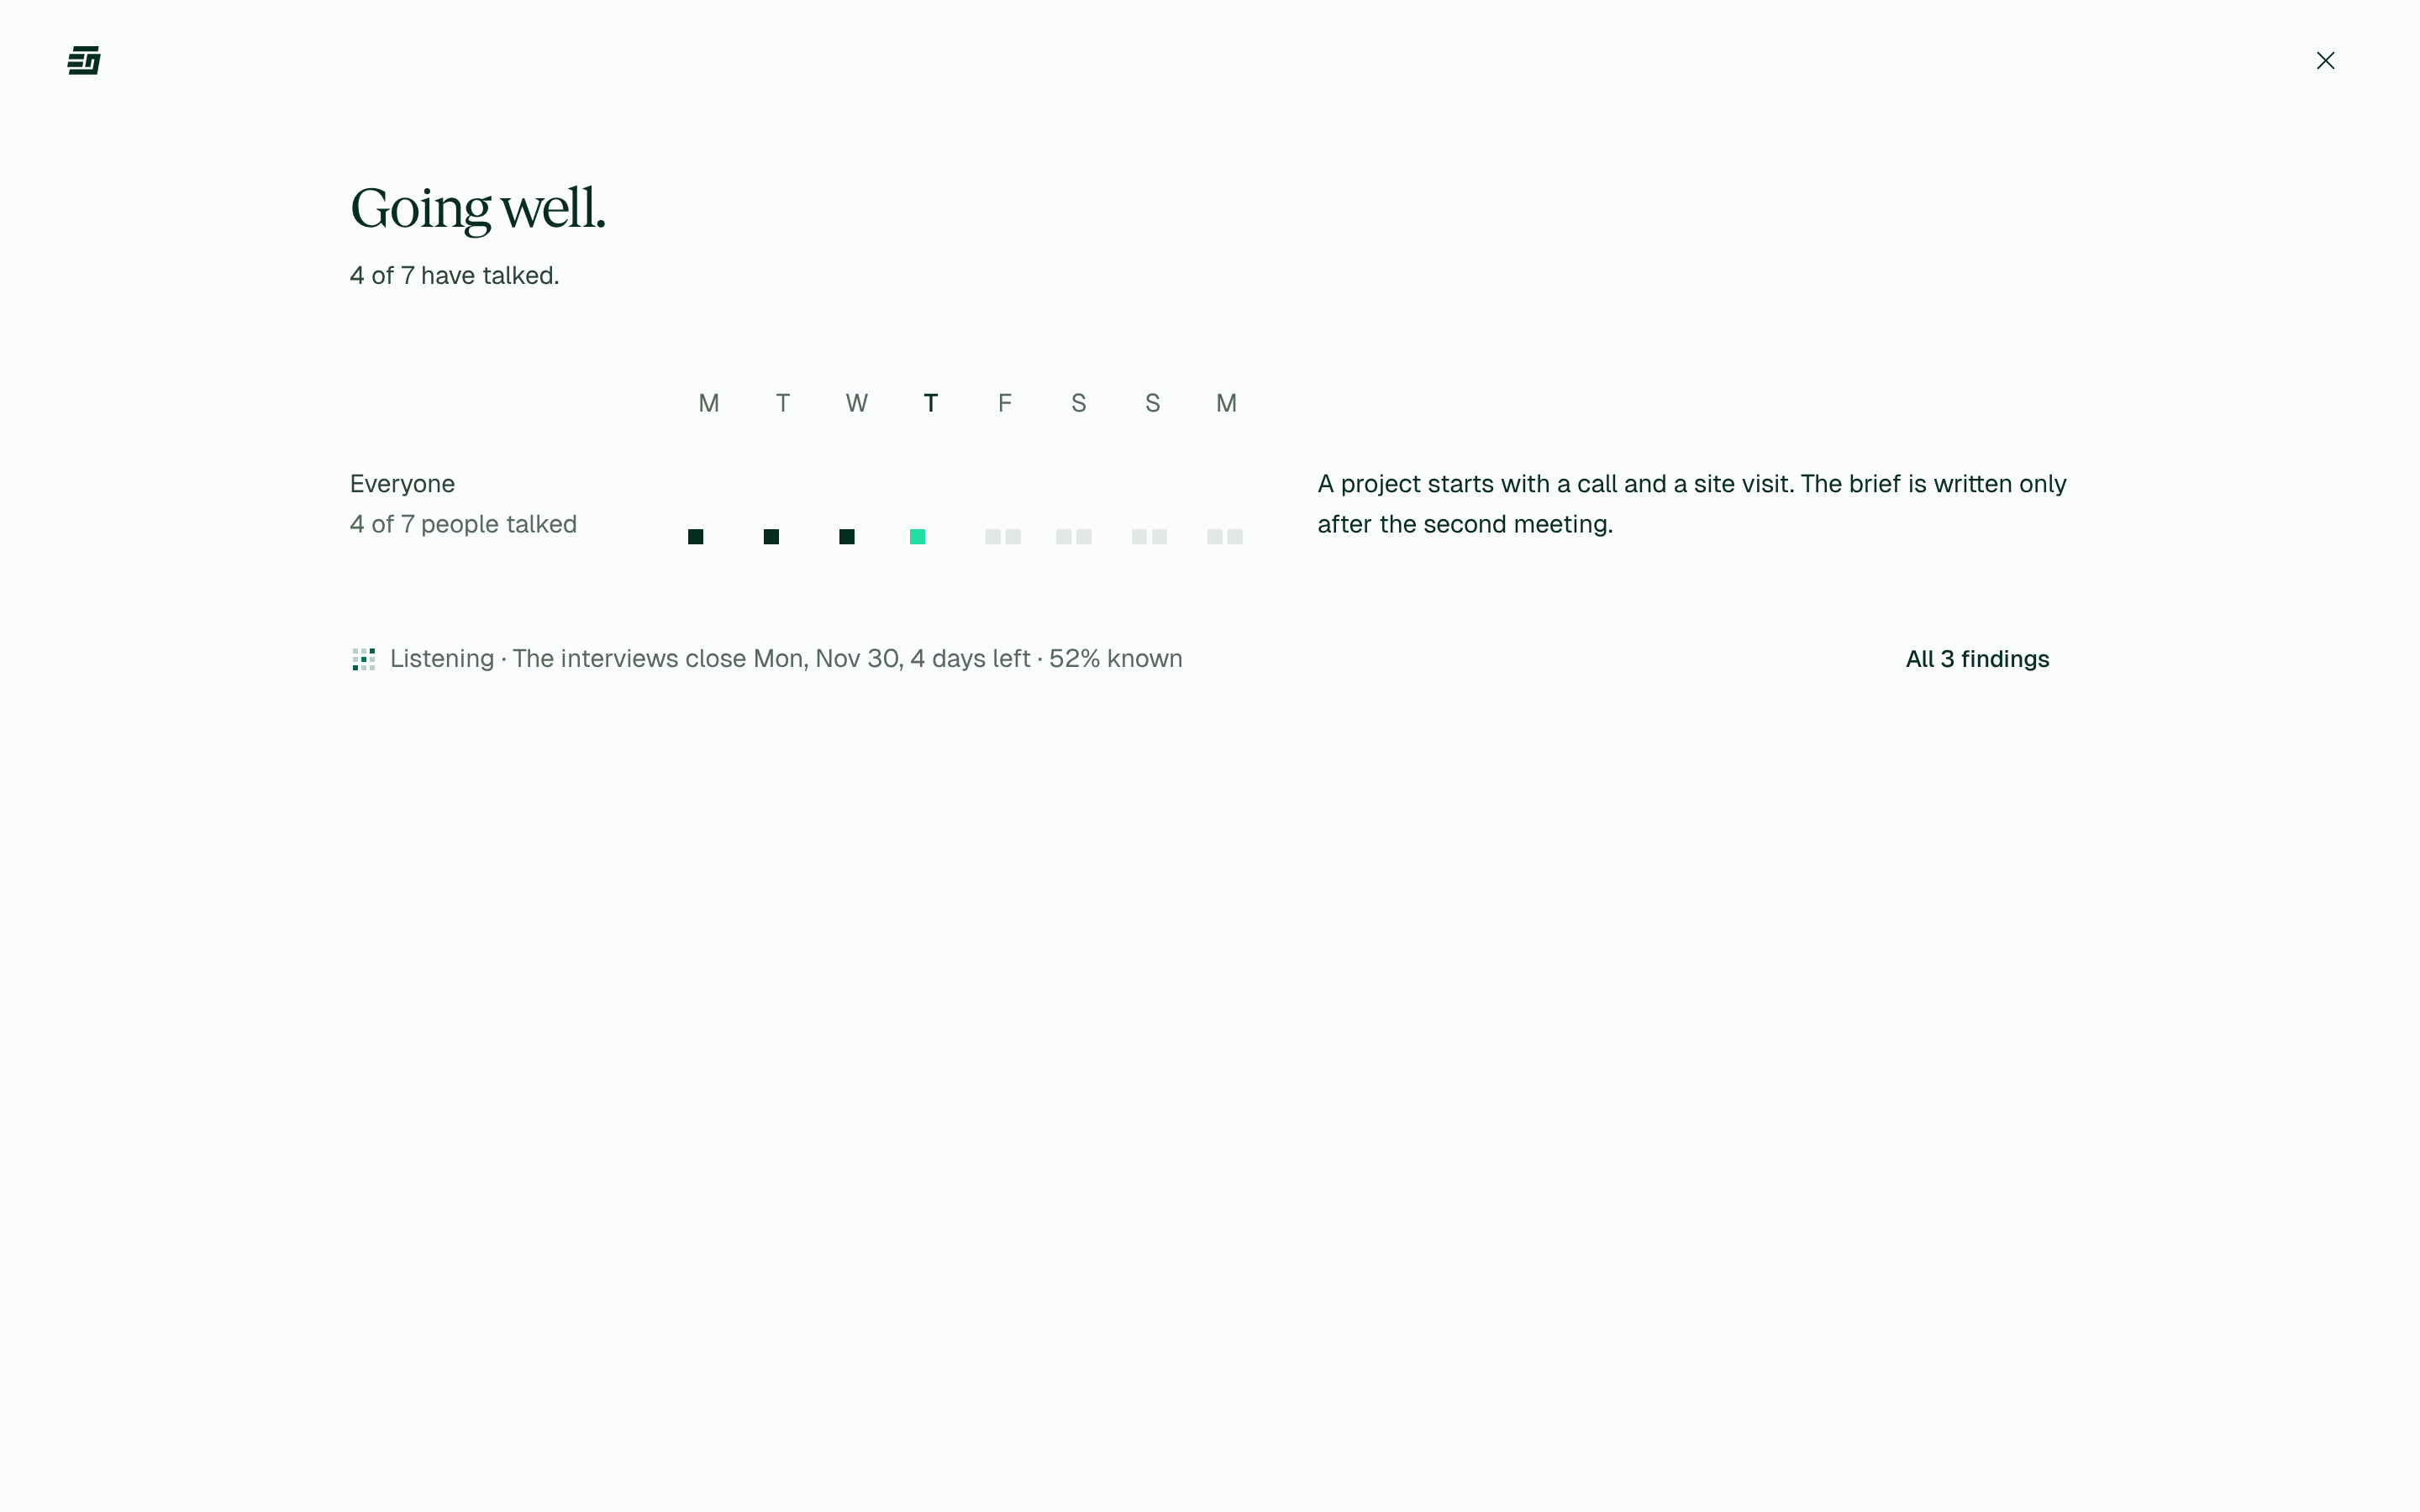 Going well.
4 of 7 have talked.
M T W T F S S M
Everyone
4 of 7 people talked
A project starts with a call and a site visit. The brief is written only
after the second meeting.
Listening · The interviews close Mon, Nov 30, 4 days left · 52% known
All 3 findings